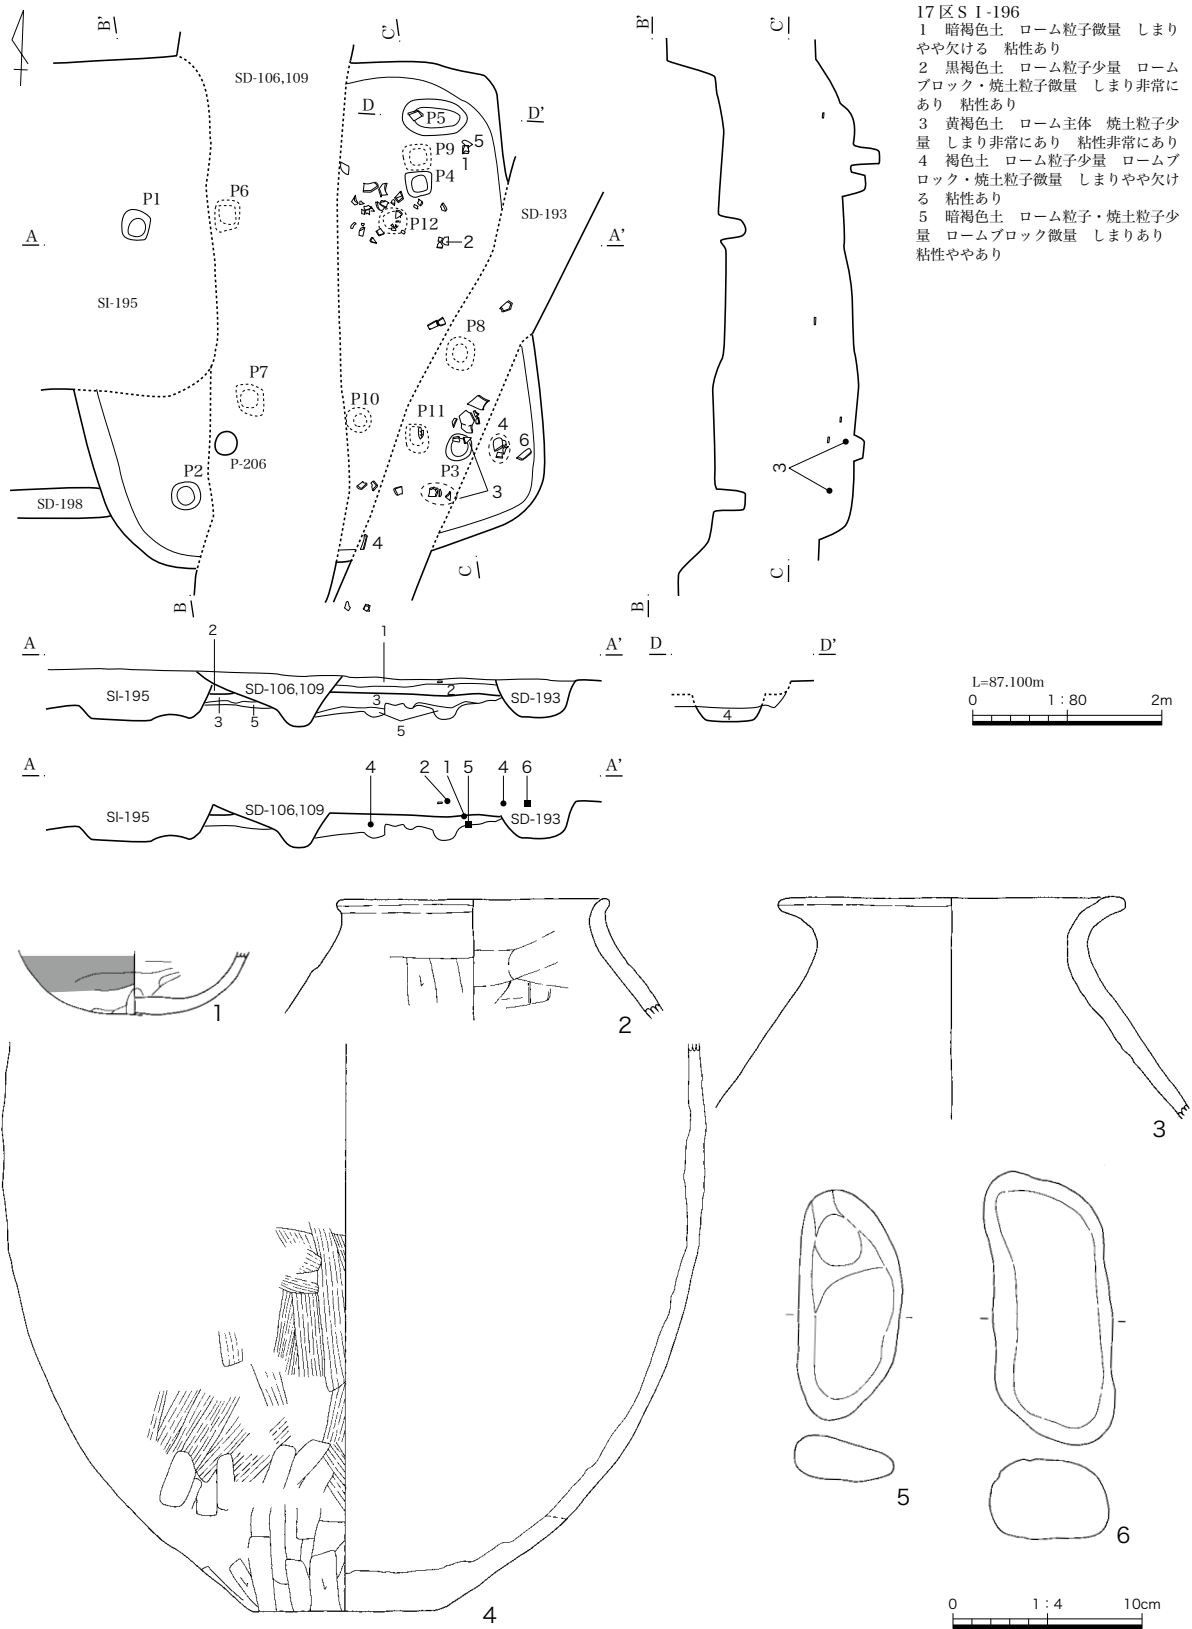 17区ＳＩ-196
1　暗褐色土　ローム粒子微量　しまり
やや欠ける　粘性あり
2　黒褐色土　ローム粒子少量　ローム
ブロック・焼土粒子微量　しまり非常に
あり　粘性あり
3　黄褐色土　ローム主体　焼土粒子少
量　しまり非常にあり　粘性非常にあり
4　褐色土　ローム粒子少量　ロームブ
ロック・焼土粒子微量　しまりやや欠け
る　粘性あり
5　暗褐色土　ローム粒子・焼土粒子少
量　ロームブロック微量　しまりあり
粘性ややあり
B'
C'
SD-106,109
D
D'
P5
P9
5
1
P4
P1
P6
P12
2
SD-193
A
A'
SI-195
P8
P7
P10
P11
4
6
P-206
P3
P2
3
SD-198
4
C
B
B'
C'
3
C
B
A
2
1
A'
SI-195
SD-106,109
2
3
SD-193
3
5
5
D
D'
4
L=87.100m
0
1：80
2m
A
4
2
1
5
4
6
A'
SI-195
SD-106,109
SD-193
1
2
3
4
5
6
0
1：4
10cm